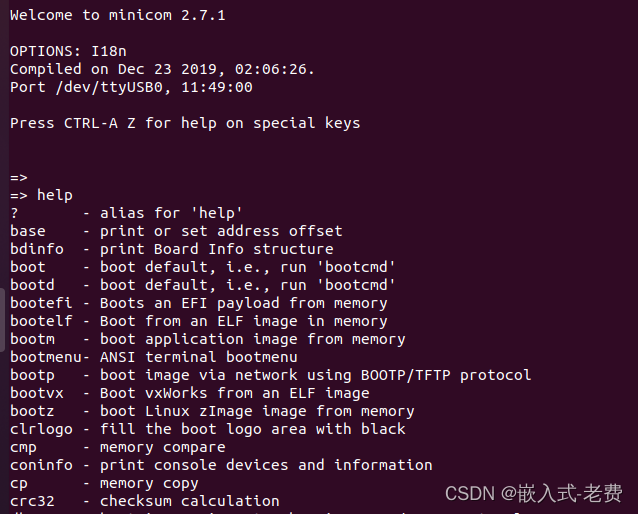 Welcome to minicom 2.7.1
OPTIONS: I18n
Compiled on Dec 23 2019, 02:06:26.
Port /dev/ttyUSB0, 11:49:00
Press CTRL-A Z for help on special keys
=>
=> help
?       - alias for 'help'
base    - print or set address offset
bdinfo  - print Board Info structure
boot    - boot default, i.e., run 'bootcmd'
bootd   - boot default, i.e., run 'bootcmd'
bootefi - Boots an EFI payload from memory
bootelf - Boot from an ELF image in memory
bootm   - boot application image from memory
bootmenu- ANSI terminal bootmenu
bootp   - boot image via network using BOOTP/TFTP protocol
bootvx  - Boot vxWorks from an ELF image
bootz   - boot Linux zImage image from memory
clrlogo - fill the boot logo area with black
cmp     - memory compare
coninfo - print console devices and information
cp      - memory copy
crc32   - checksum calculation
CSDN @嵌入式-老费